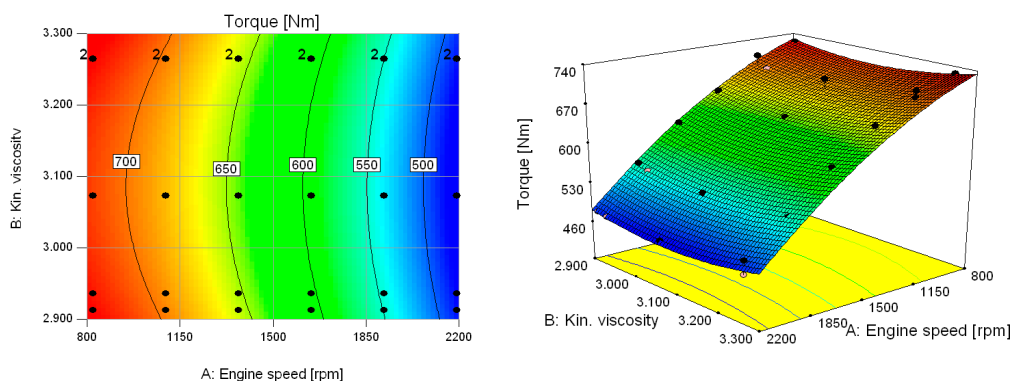 Torque [Nm]
3.300
2 2 2 2 2 2
3.200
700 650 600 550 500
3.100
B: Kin. viscosity
3.000
2.900
800 1150 1500 1850 2200
A: Engine speed [rpm]
740
670
600
530
460
Torque [Nm]
2.900
3.000
3.100
3.200
3.300
B: Kin. viscosity
2200
1850
1500
1150
800
A: Engine speed [rpm]